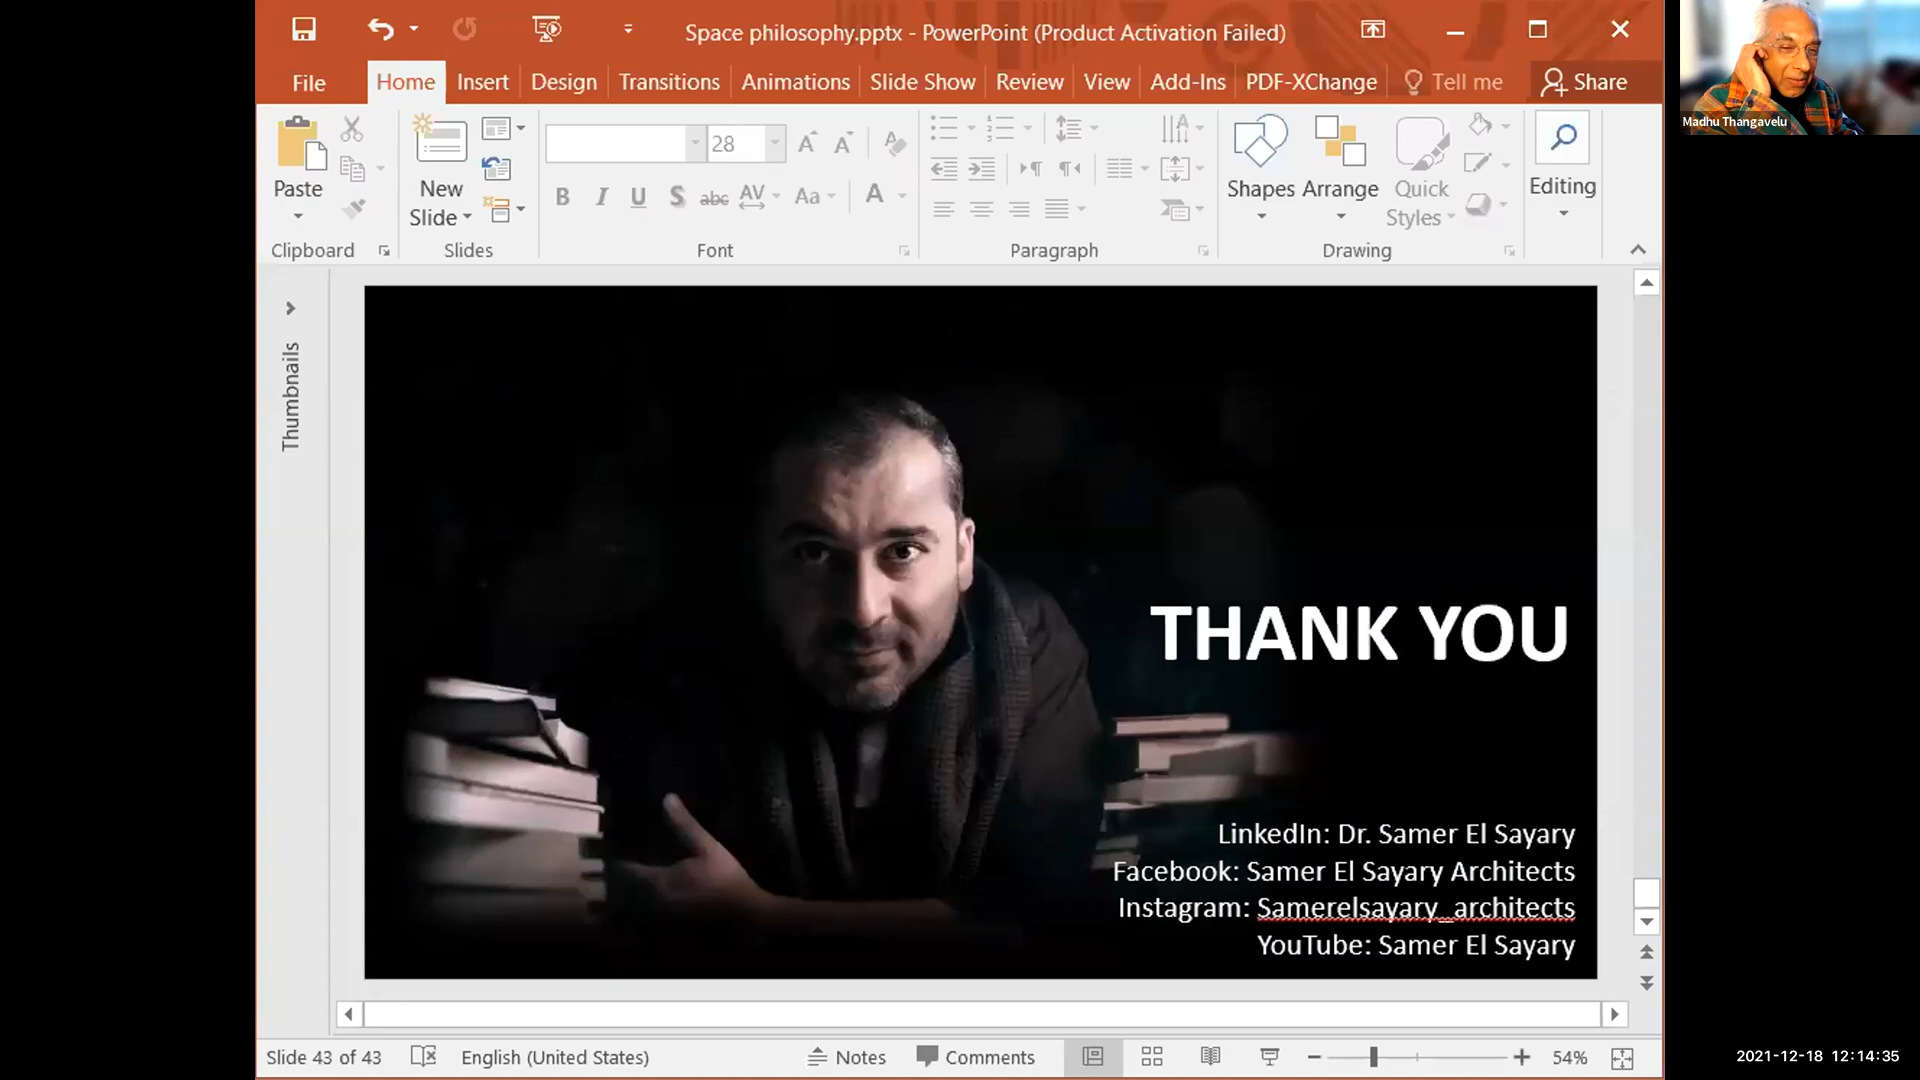 Space philosophy.pptx - PowerPoint (Product Activation Failed)
File Home Insert Design Transitions Animations Slide Show Review View Add-Ins PDF-XChange Tell me Share
Madhu Thangavelu
Paste
New
Slide
28
B I U S abc AV Aa A
Shapes Arrange Quick
Styles
Editing
Clipboard Slides Font Paragraph Drawing
Thumbnails
THANK YOU
LinkedIn: Dr. Samer El Sayary
Facebook: Samer El Sayary Architects
Instagram: Samerelsayary_architects
YouTube: Samer El Sayary
Slide 43 of 43 English (United States) Notes Comments 54%
2021-12-18 12:14:35